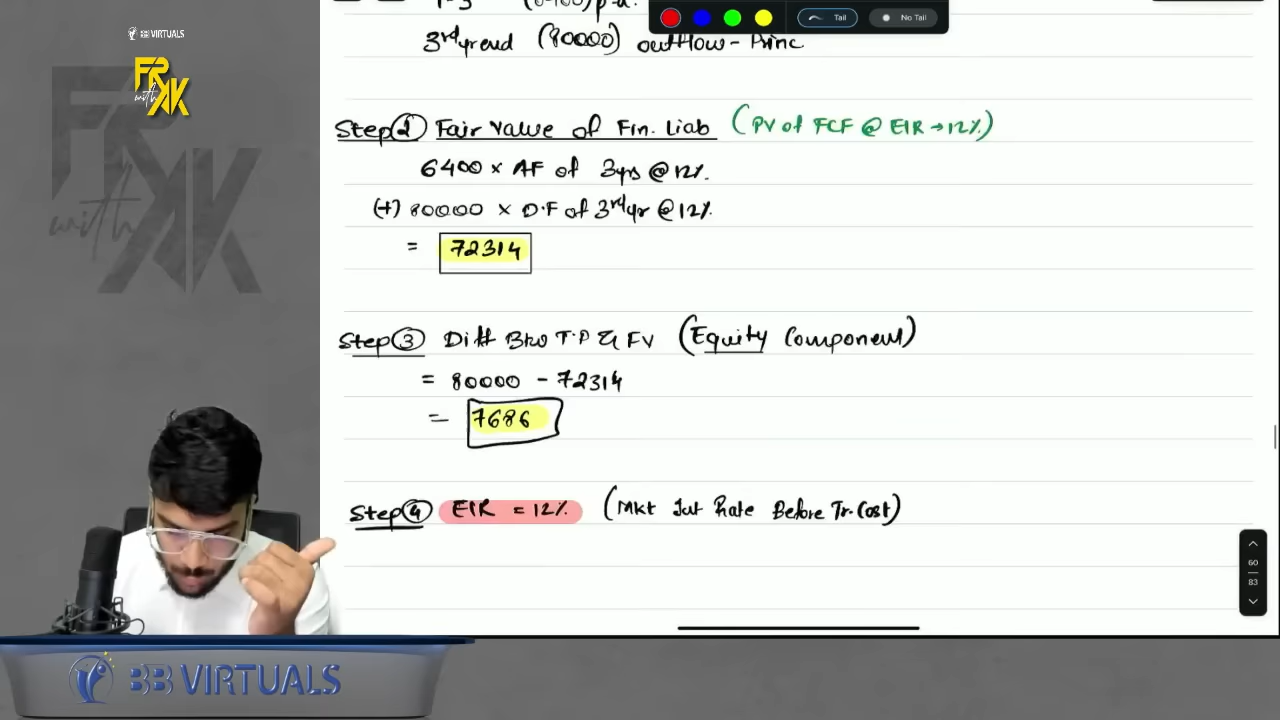 BB VIRTUALS
FR
with
KK
Tail
No Tail
3rd yr end (80000) outflow - Princ
Step 2 Fair Value of Fin. Liab (PV of FCF @ EIR → 12%)
6400 × AF of 3yrs @ 12%.
(+) 80000 × D.F of 3rd yr @ 12%.
= 72314
Step 3 Diff Btw T.P & FV (Equity Component)
= 80000 - 72314
= 7686
Step 4 EIR = 12% (Mkt Int Rate Before Tr. Cost)
60
83
BB VIRTUALS